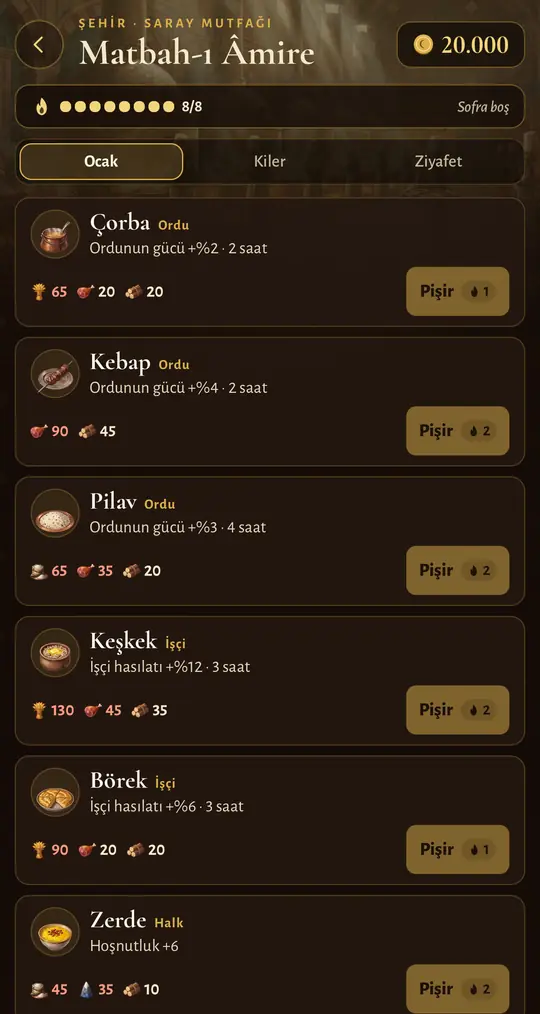 ŞEHİR · SARAY MUTFAĞI
Matbah-ı Âmire
20.000
8/8
Sofra boş
Ocak
Kiler
Ziyafet
Çorba Ordu
Ordunun gücü +%2 · 2 saat
65 20 20
Pişir 1
Kebap Ordu
Ordunun gücü +%4 · 2 saat
90 45
Pişir 2
Pilav Ordu
Ordunun gücü +%3 · 4 saat
65 35 20
Pişir 2
Keşkek İşçi
İşçi hasılatı +%12 · 3 saat
130 45 35
Pişir 2
Börek İşçi
İşçi hasılatı +%6 · 3 saat
90 20 20
Pişir 1
Zerde Halk
Hoşnutluk +6
45 35 10
Pişir 2